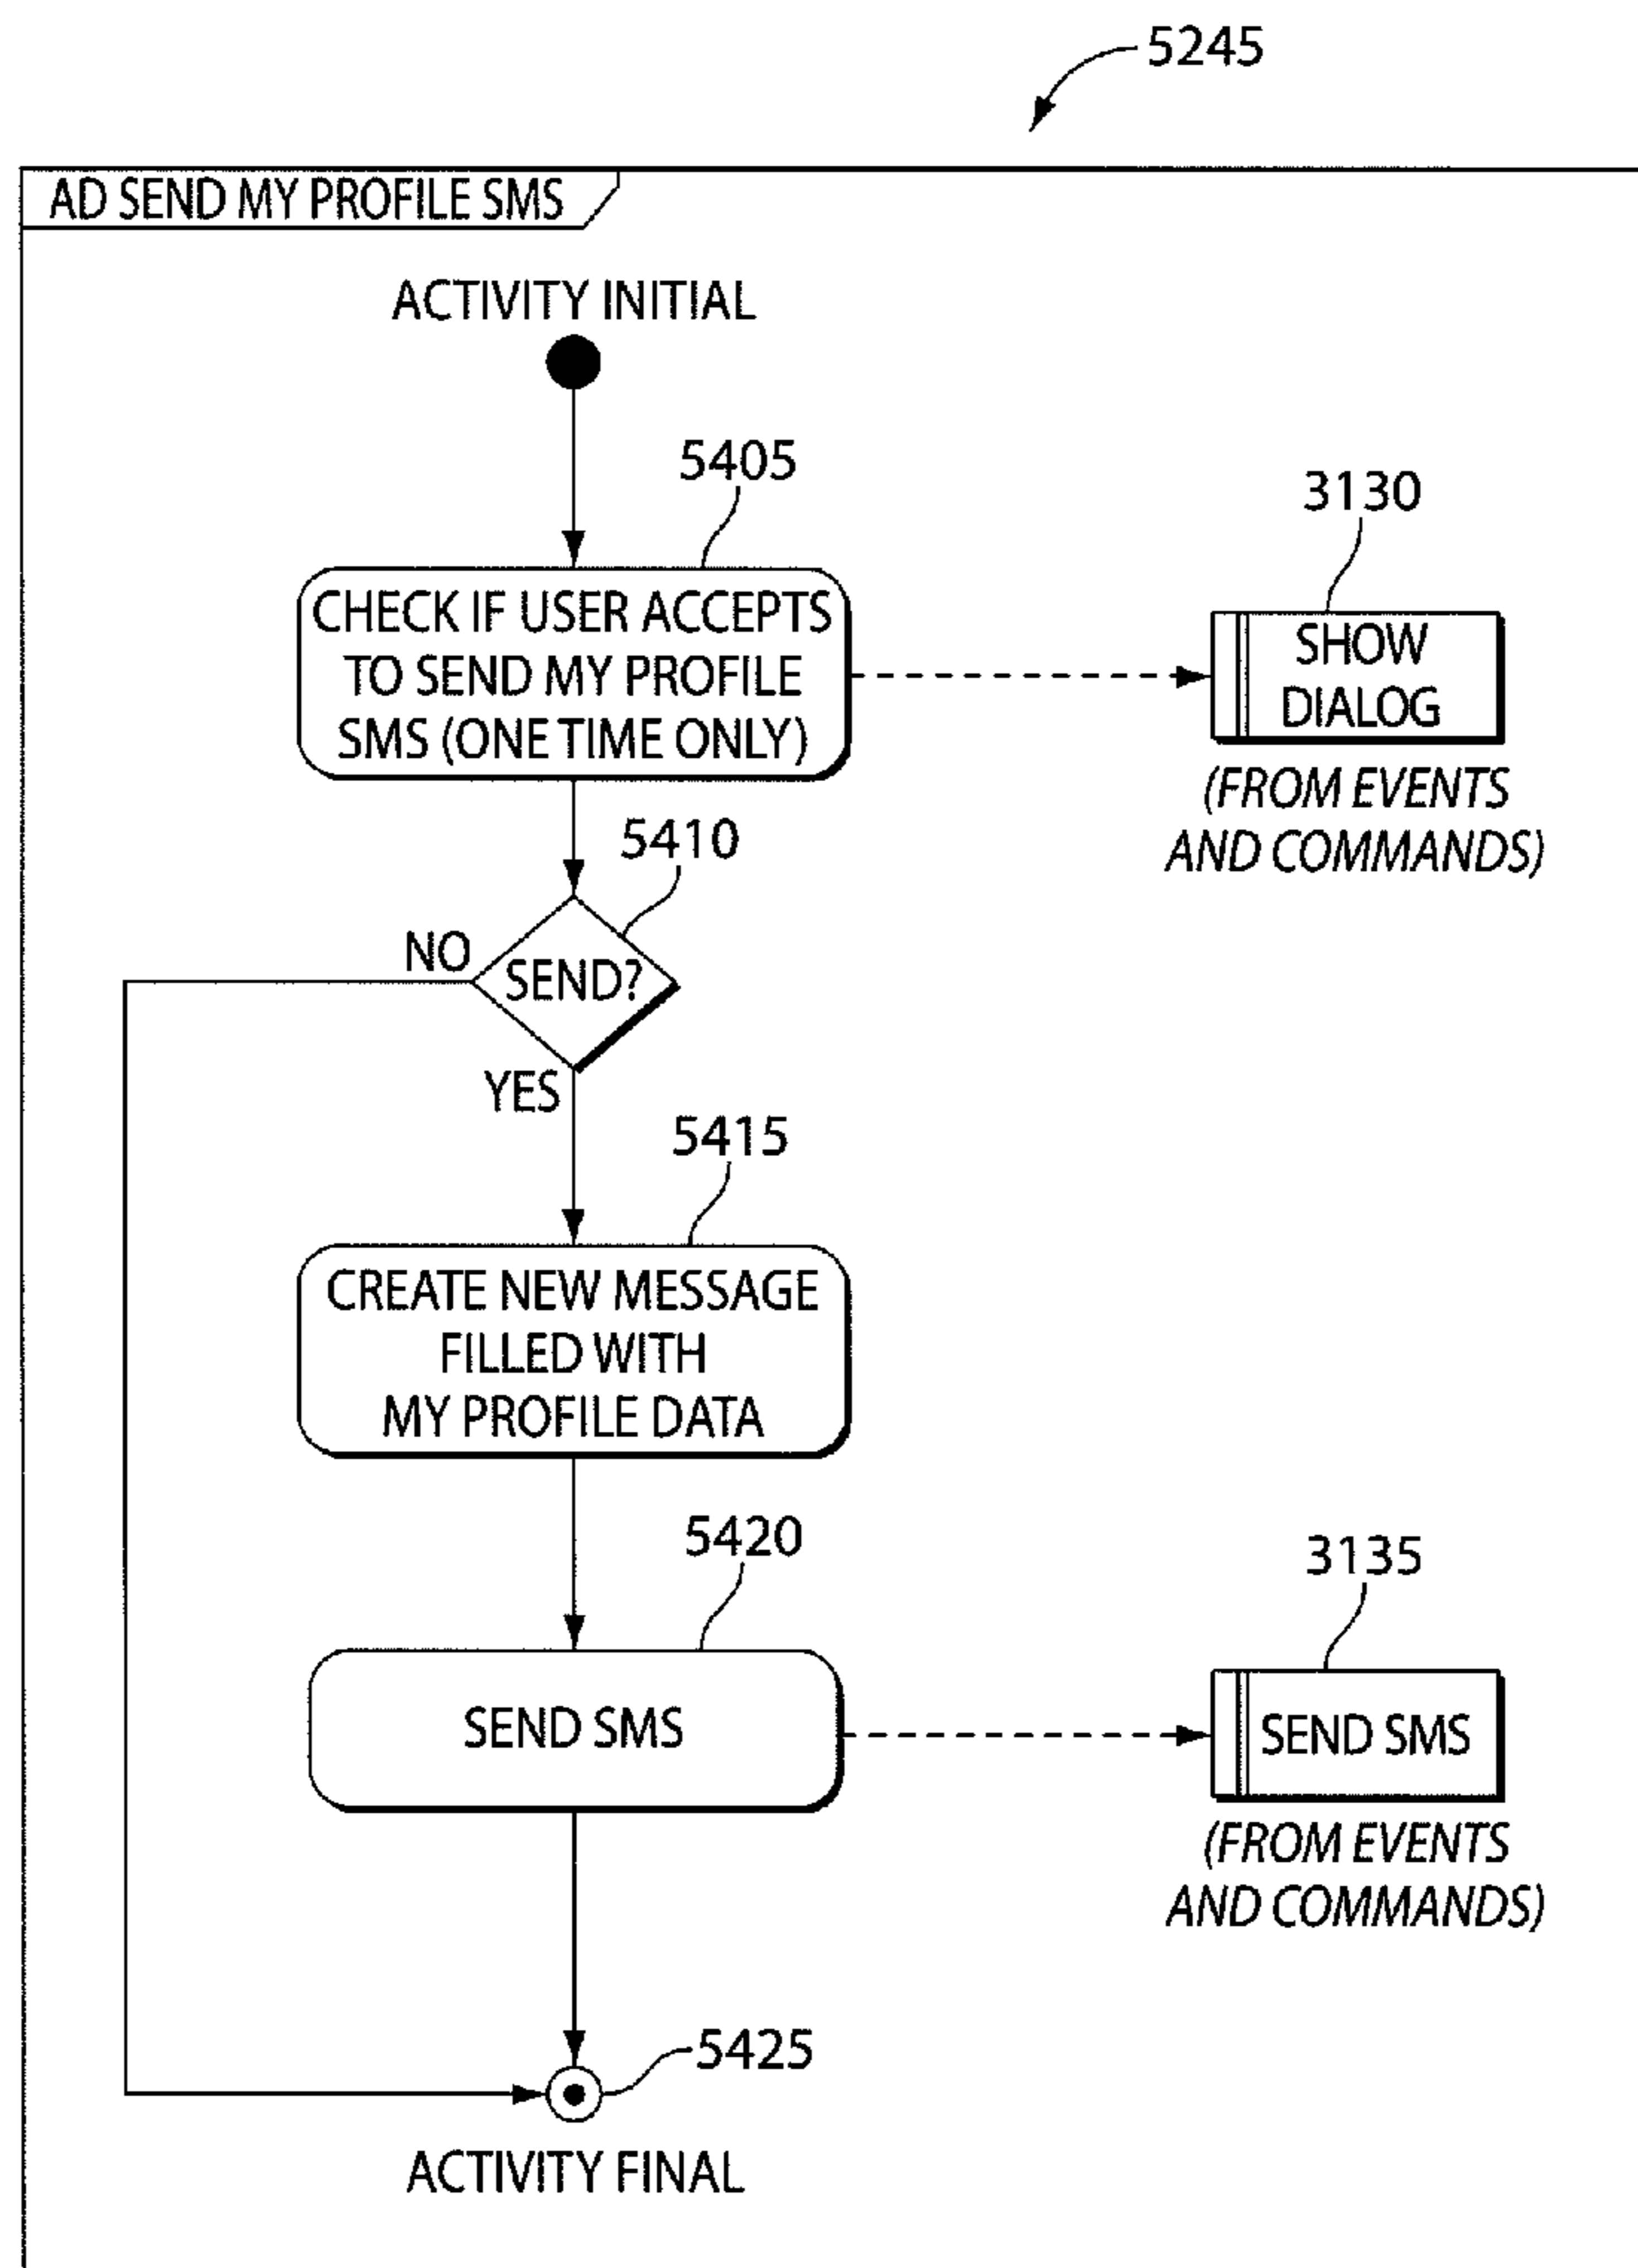 5245
AD SEND MY PROFILE SMS
ACTIVITY INITIAL
5405
CHECK IF USER ACCEPTS
TO SEND MY PROFILE
SMS (ONE TIME ONLY)
3130
SHOW
DIALOG
(FROM EVENTS
AND COMMANDS)
5410
NO
SEND?
YES
5415
CREATE NEW MESSAGE
FILLED WITH
MY PROFILE DATA
5420
SEND SMS
3135
SEND SMS
(FROM EVENTS
AND COMMANDS)
5425
ACTIVITY FINAL